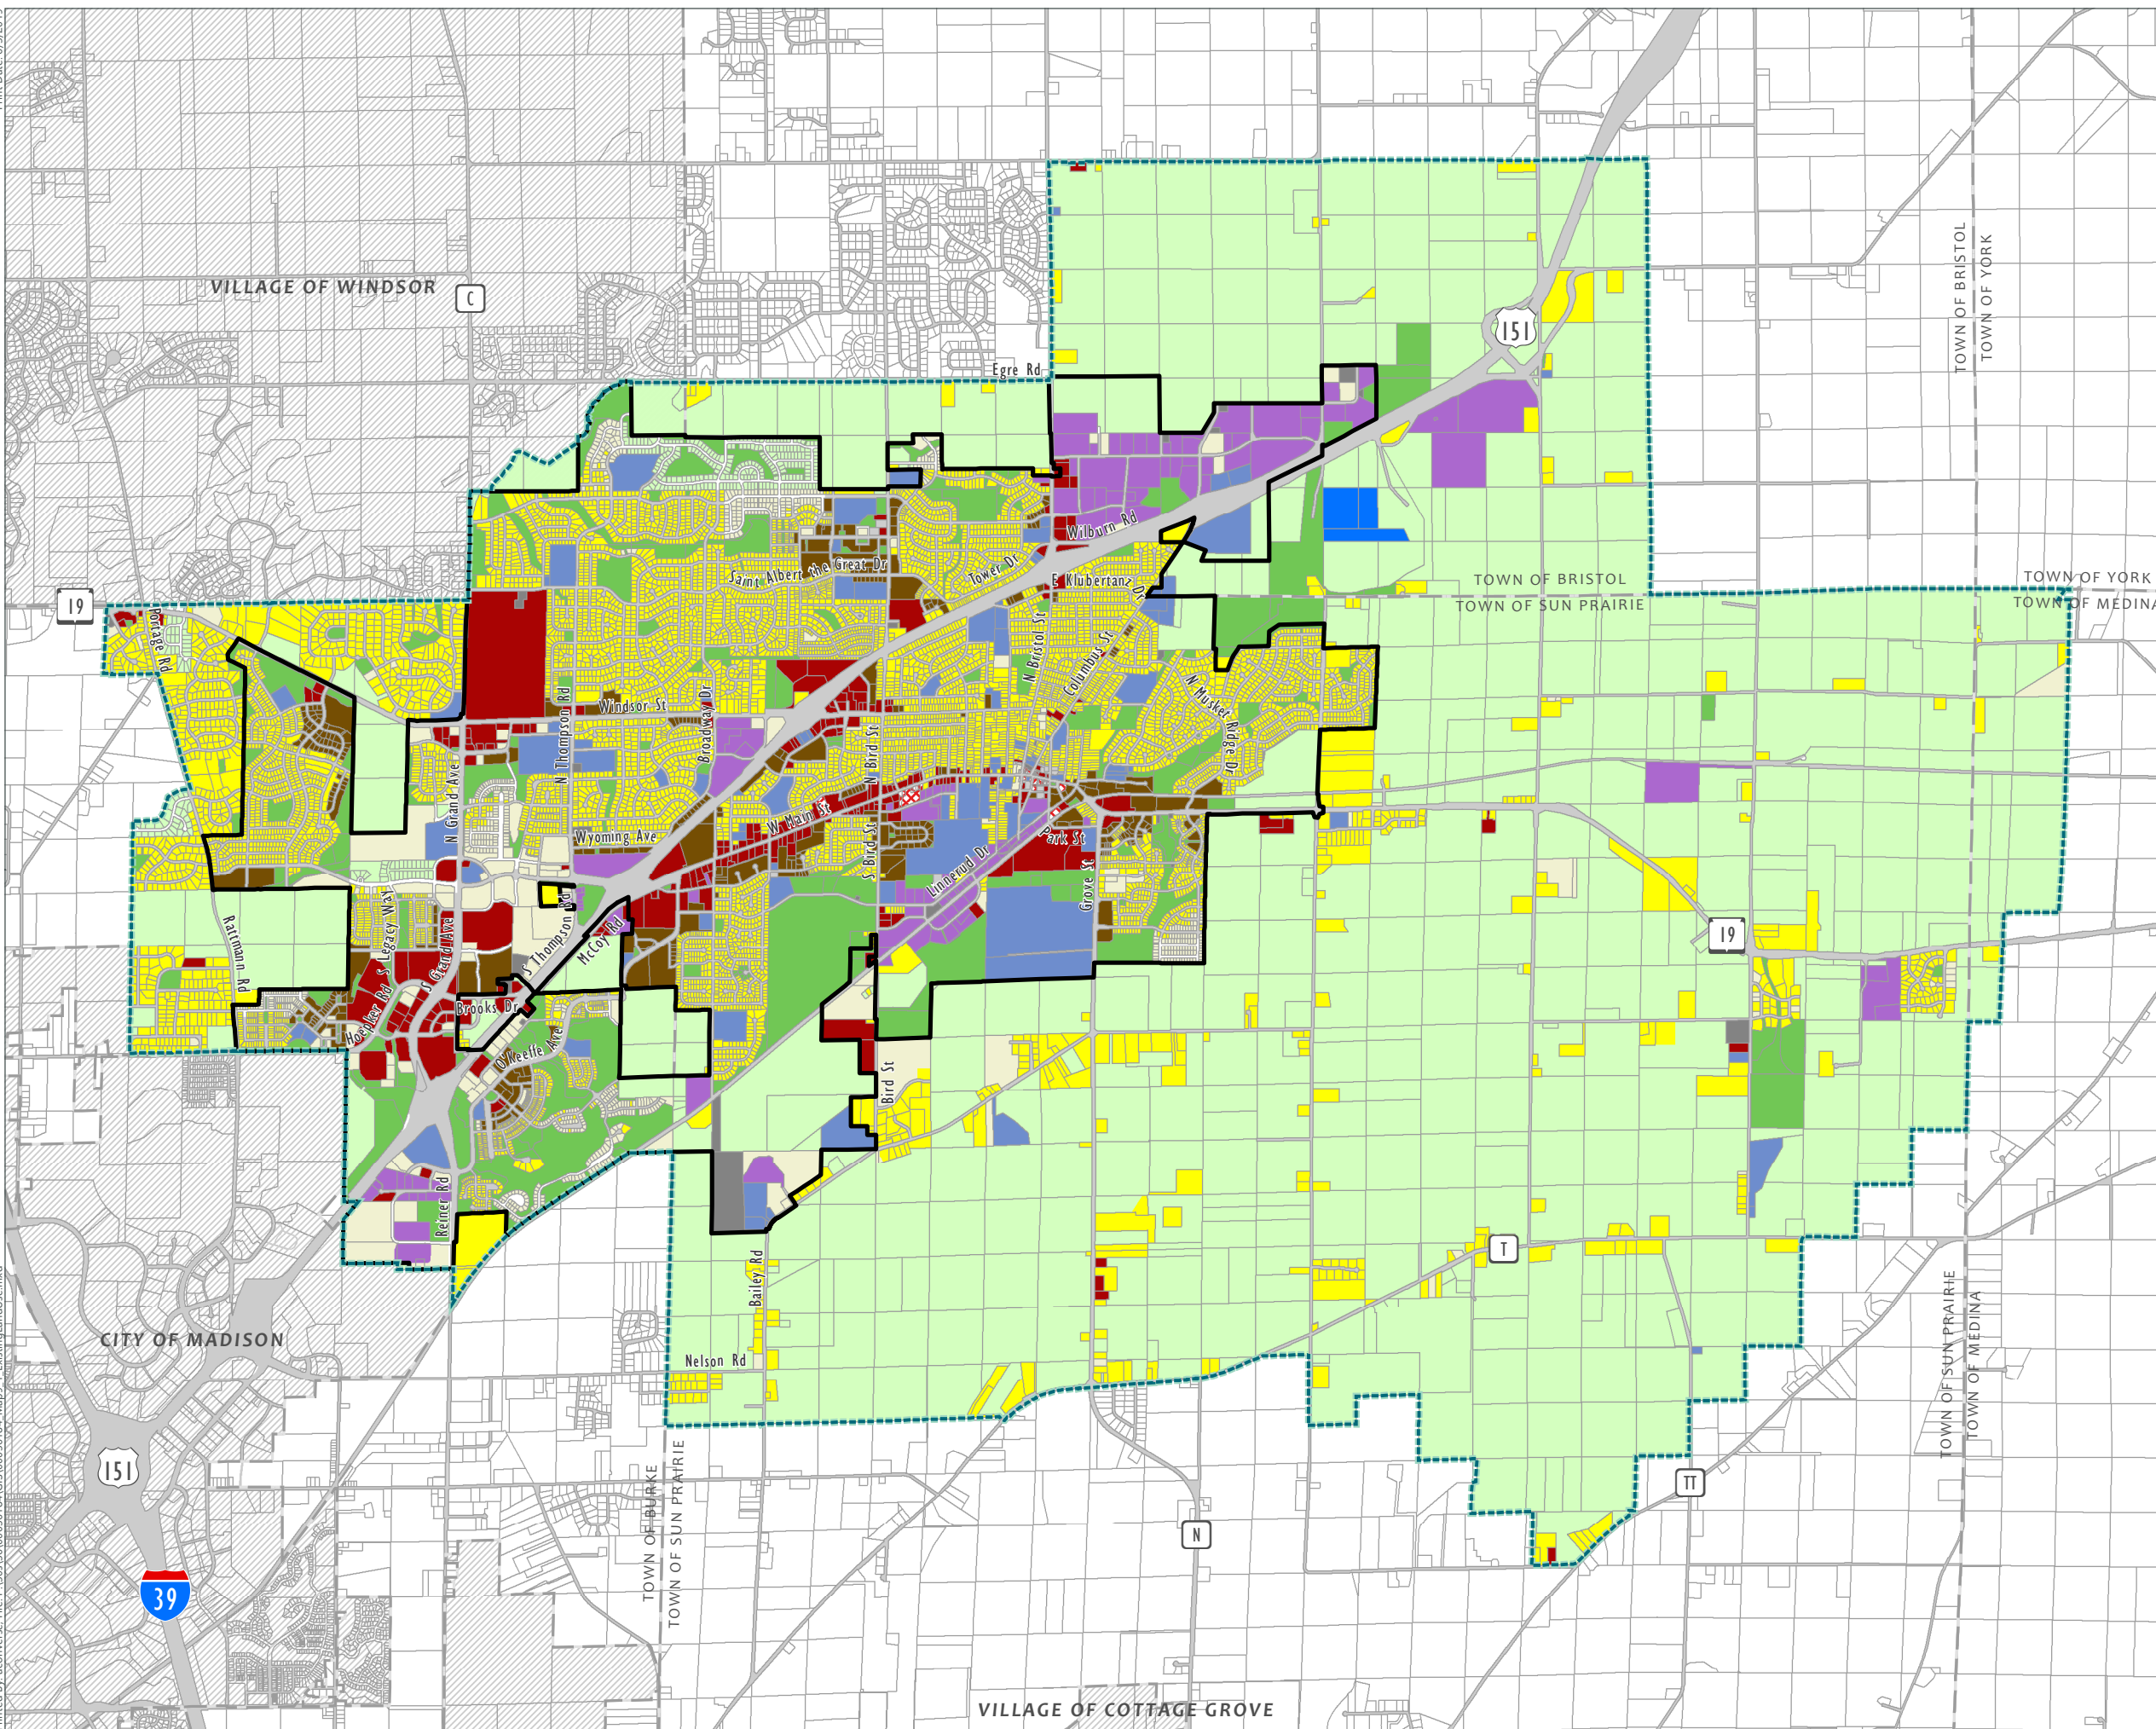 VILLAGE OF WINDSOR
C
TOWN OF BRISTOL
TOWN OF YORK
151
Egre Rd
Wilburn Rd
Saint Albert the Great Dr
Tower Dr
E Klubertanz Dr
TOWN OF BRISTOL
TOWN OF SUN PRAIRIE
TOWN OF YORK
TOWN OF MEDINA
19
Portage Rd
N Bristol St
Columbus St
N Musket Ridge Dr
Windsor St
N Thompson Rd
Broadway Dr
N Bird St
N Grand Ave
Wyoming Ave
W Main St
S Bird St
Park St
Linnerud Dr
Grove St
Rattmann Rd
S Legacy Way
S Grand Ave
S Thompson Rd
McCoy Rd
19
Hoepker Rd
Brooks Dr
O'Keeffe Ave
Bird St
Reiner Rd
Bailey Rd
T
CITY OF MADISON
Nelson Rd
TOWN OF SUN PRAIRIE
TOWN OF MEDINA
151
TOWN OF BURKE
TOWN OF SUN PRAIRIE
TT
N
39
VILLAGE OF COTTAGE GROVE